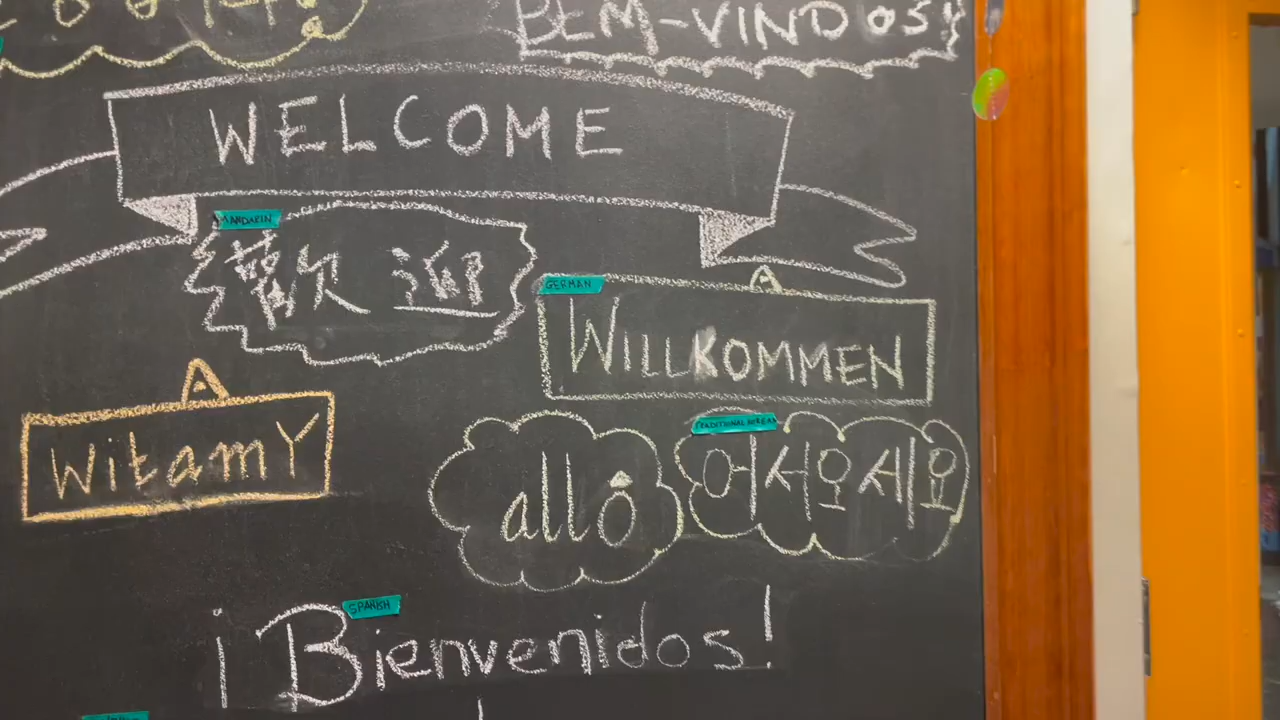 BEM-VINDOS!
WELCOME
MANDARIN
歡迎
GERMAN
WILLKOMMEN
WitamY
allô
TRADITIONAL KOREAN
어서오세요
SPANISH
¡Bienvenidos!